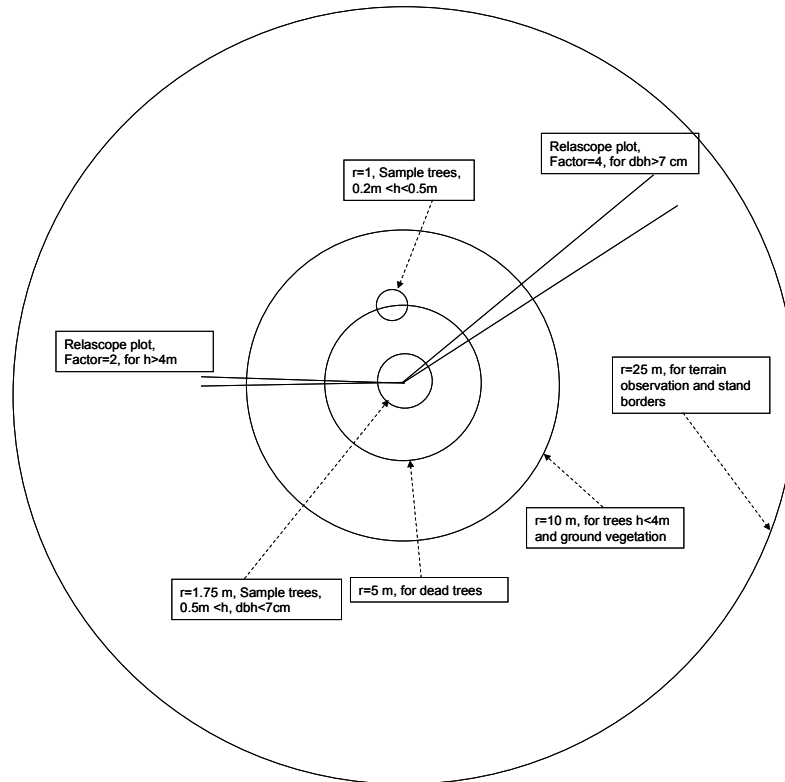 Relascope plot,
Factor=4, for dbh>7 cm
r=1, Sample trees,
0.2m <h<0.5m
Relascope plot,
Factor=2, for h>4m
r=25 m, for terrain
observation and stand
borders
r=10 m, for trees h<4m
and ground vegetation
r=1.75 m, Sample trees,
0.5m <h, dbh<7cm
r=5 m, for dead trees